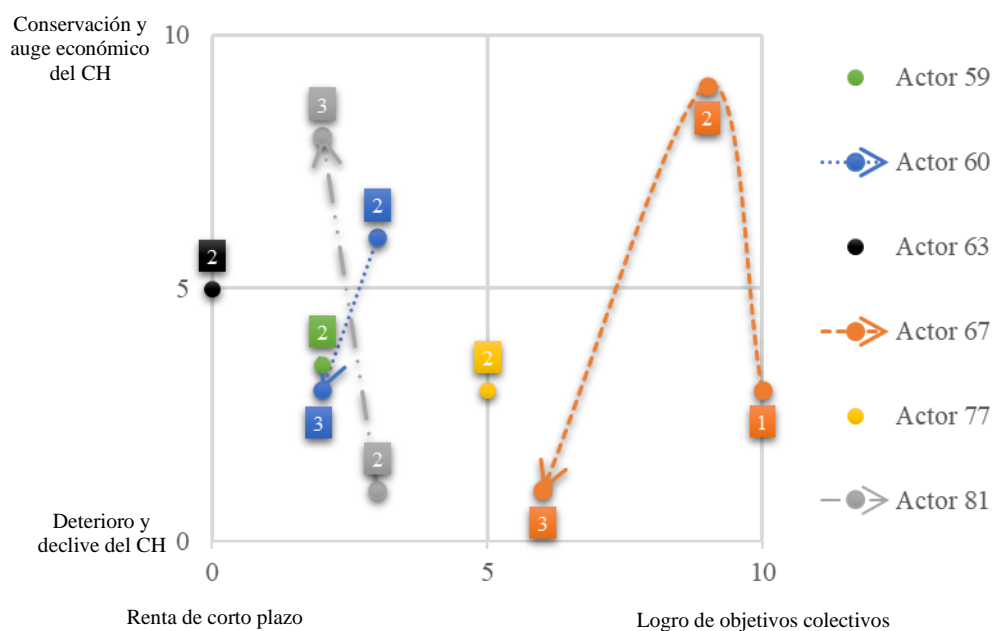 Conservación y
auge económico
del CH
10
3
2
2
2
2
2
3
2
1
3
5
Deterioro y
declive del CH
0
0
5
10
Renta de corto plazo
Logro de objetivos colectivos
Actor 59
Actor 60
Actor 63
Actor 67
Actor 77
Actor 81